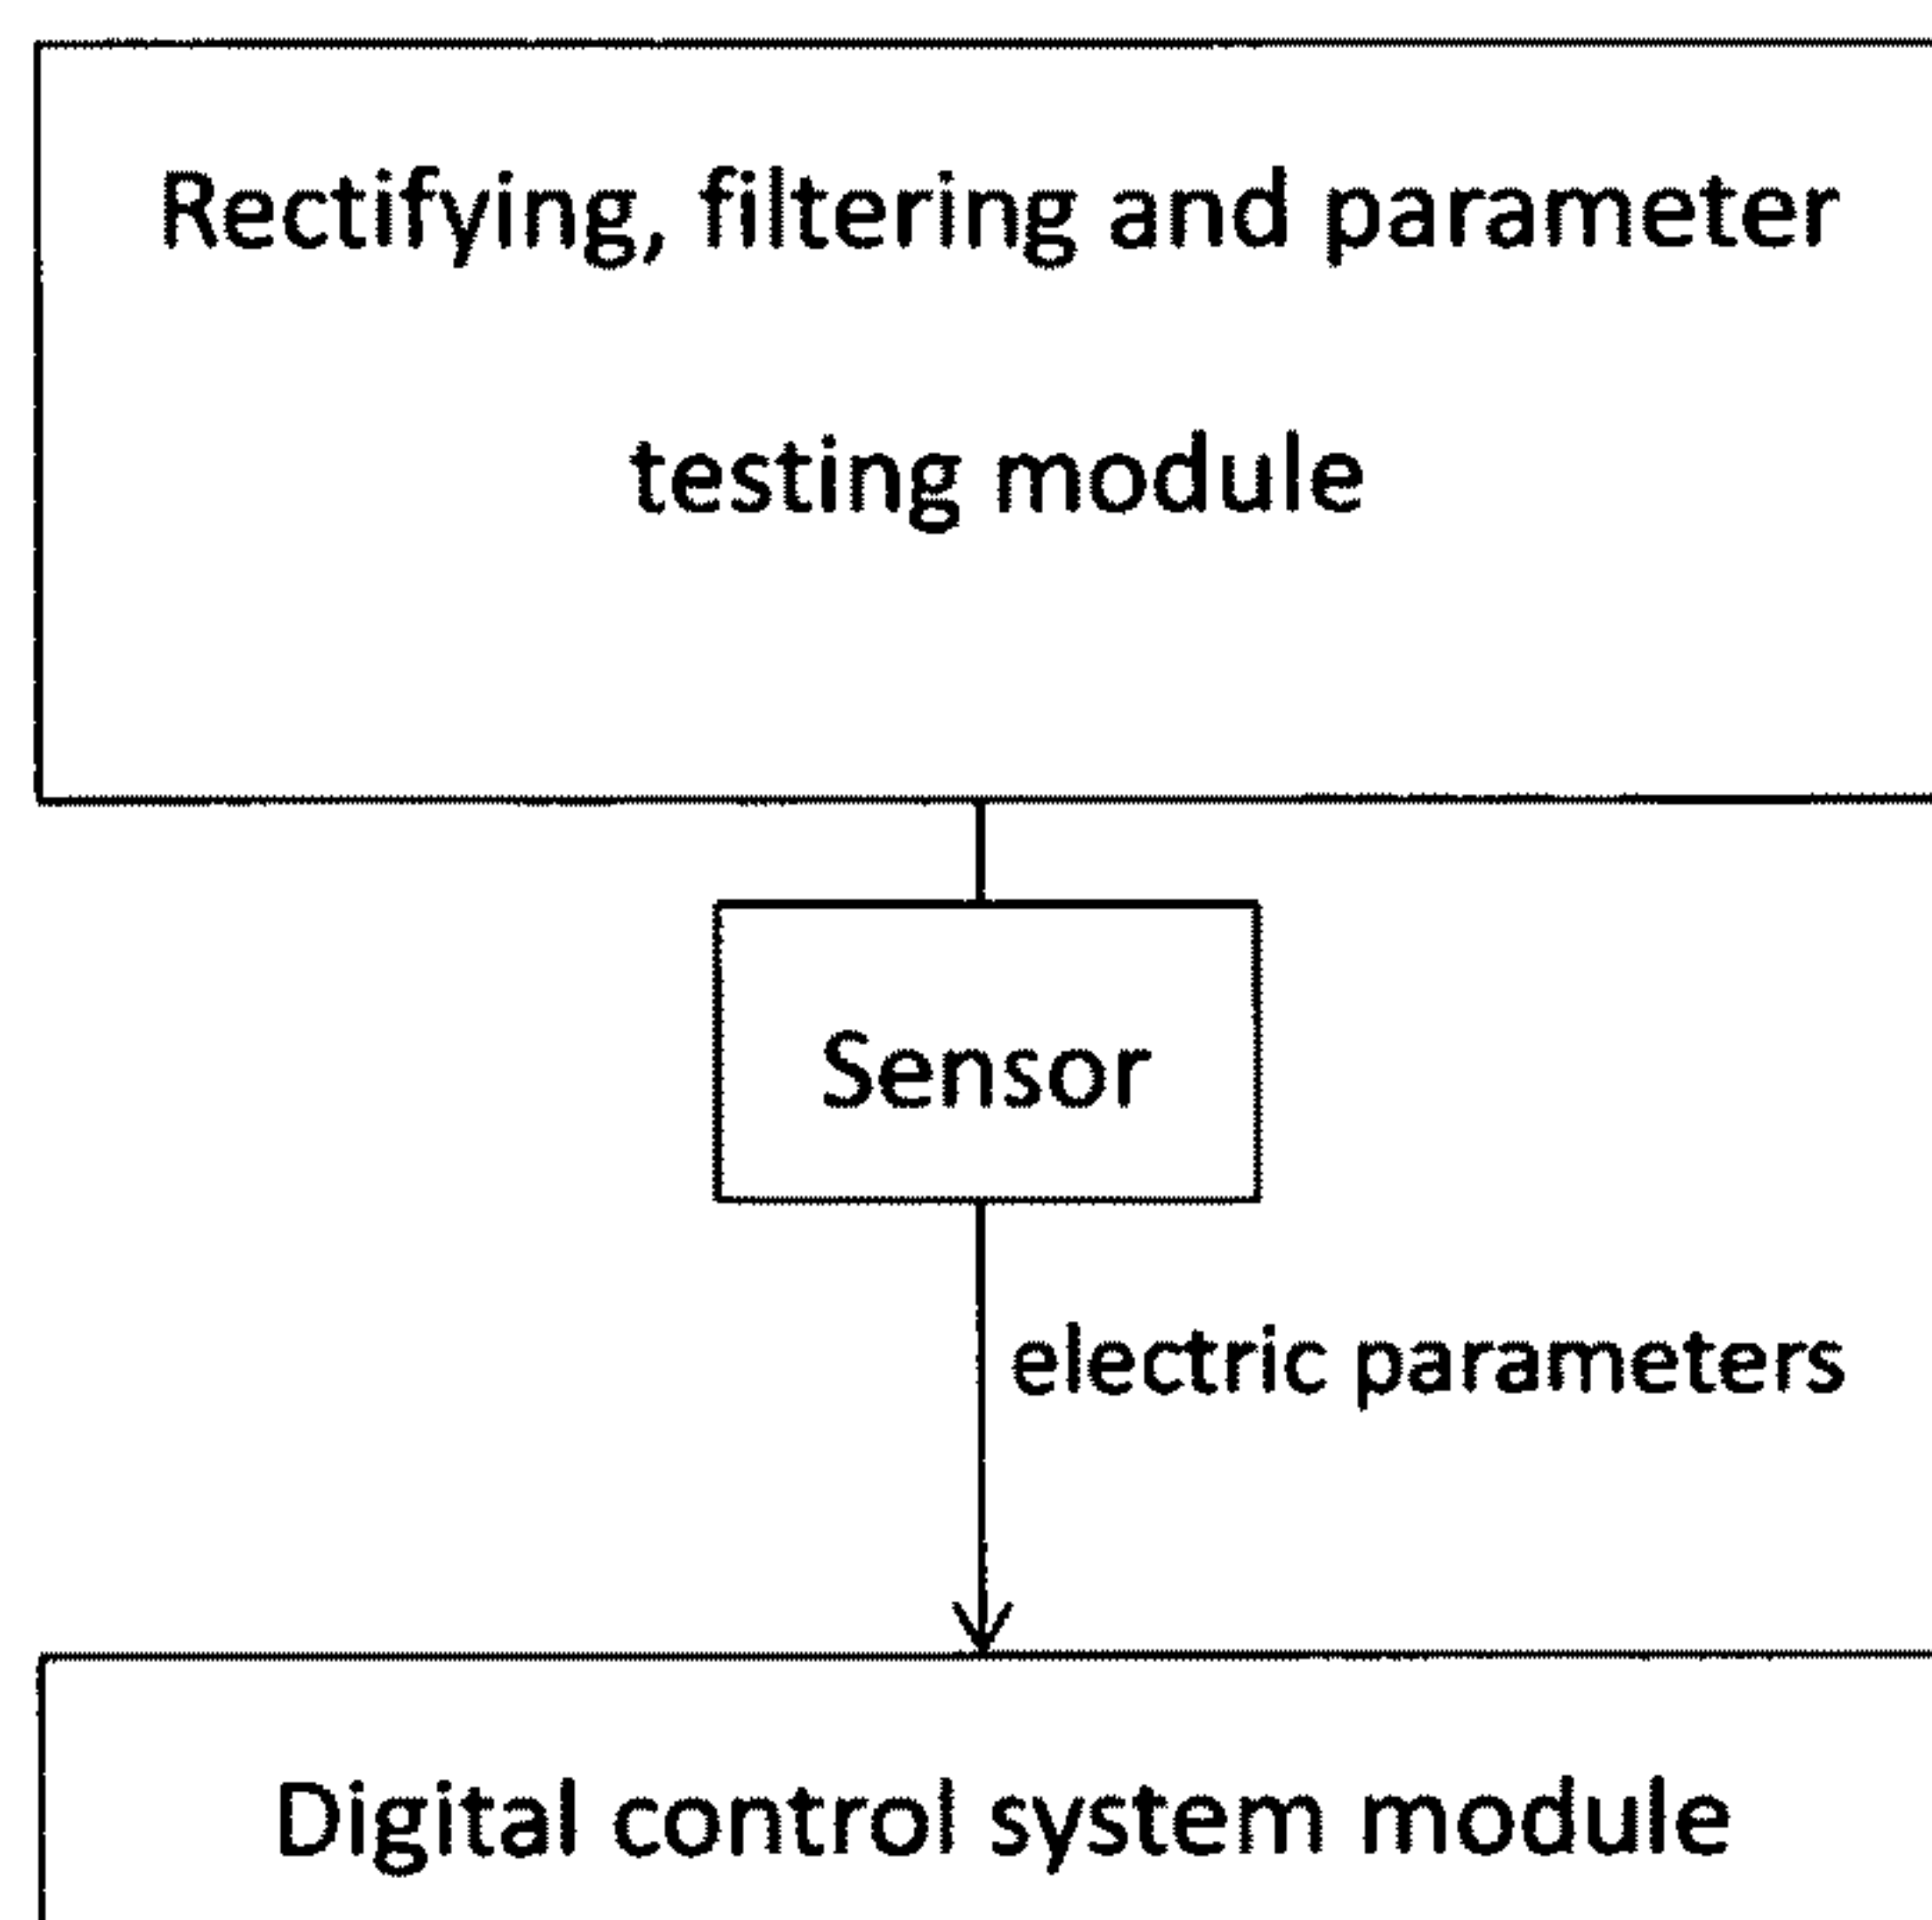 Rectifying, filtering and parameter
testing module
Sensor
electric parameters
Digital control system module